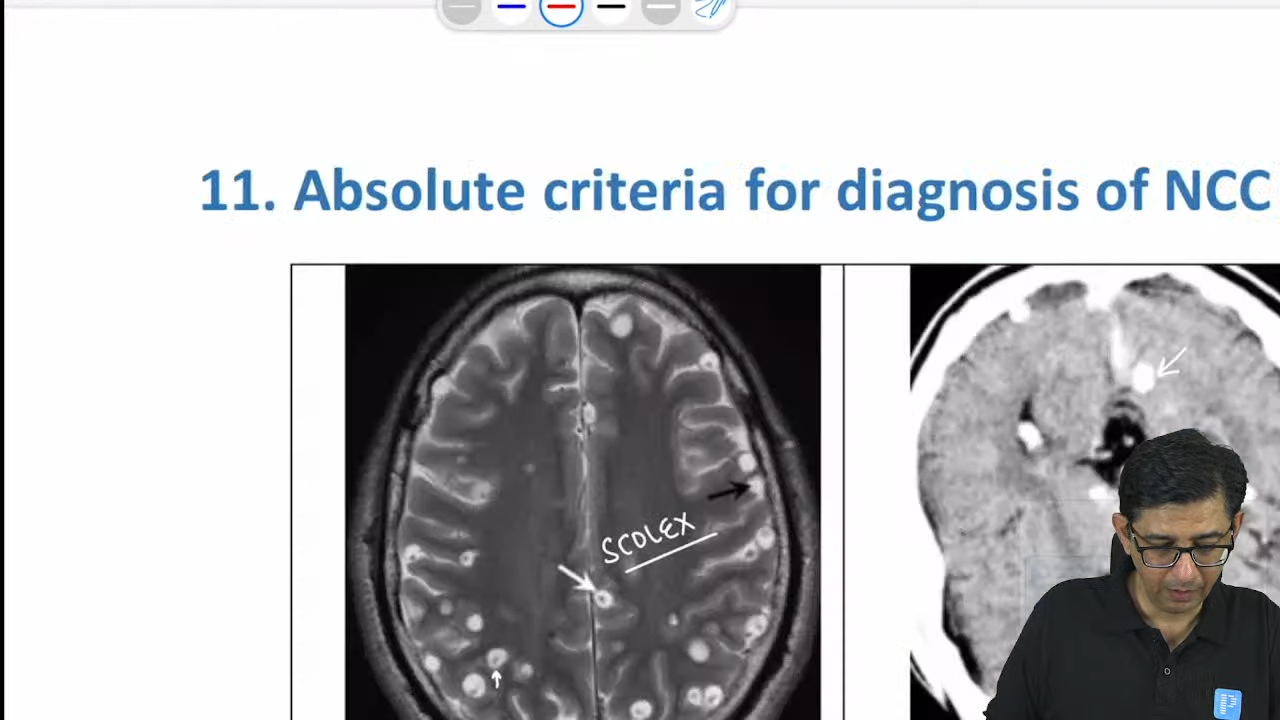 11. Absolute criteria for diagnosis of NCC
SCOLEX